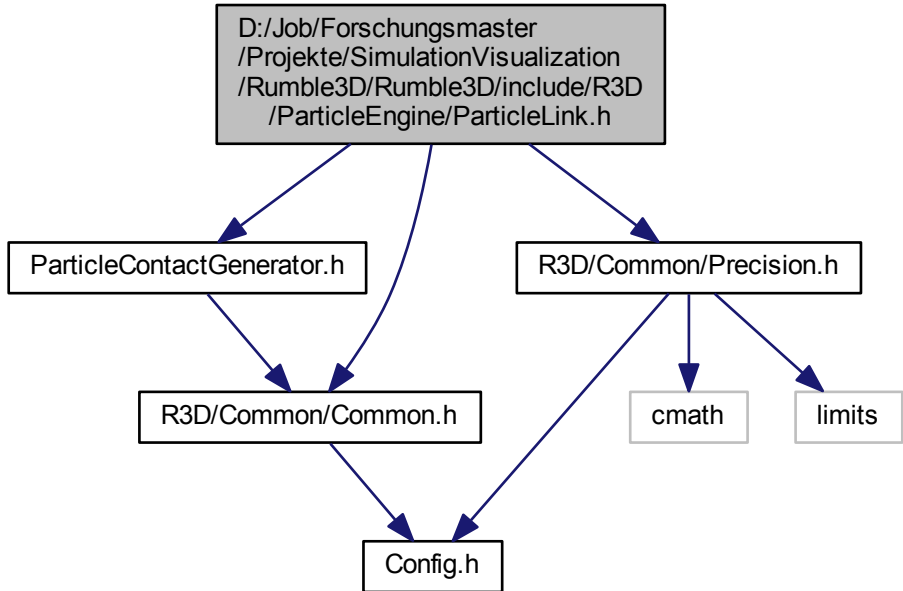 D:/Job/Forschungsmaster
/Projekte/SimulationVisualization
/Rumble3D/Rumble3D/include/R3D
/ParticleEngine/ParticleLink.h
ParticleContactGenerator.h
R3D/Common/Precision.h
R3D/Common/Common.h
cmath
limits
Config.h